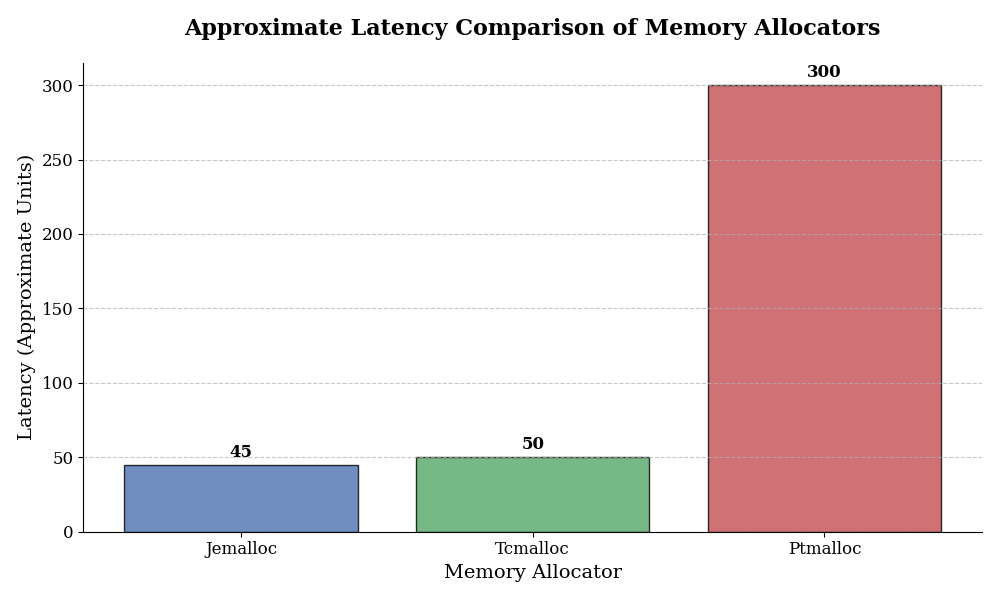 Approximate Latency Comparison of Memory Allocators
Latency (Approximate Units)
300
250
200
150
100
50
0
45
50
300
Jemalloc
Tcmalloc
Ptmalloc
Memory Allocator